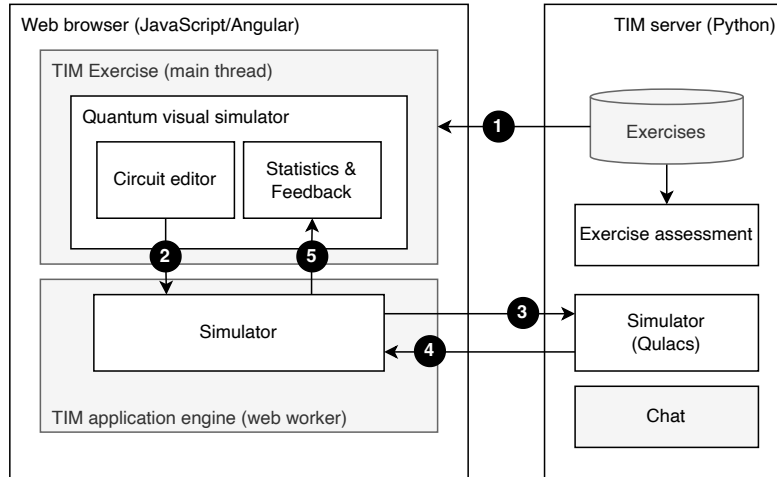 Web browser (JavaScript/Angular)
TIM server (Python)
TIM Exercise (main thread)
Quantum visual simulator
1
Exercises
Circuit editor
Statistics &
Feedback
Exercise assessment
2
5
Simulator
3
Simulator
(Qulacs)
4
TIM application engine (web worker)
Chat